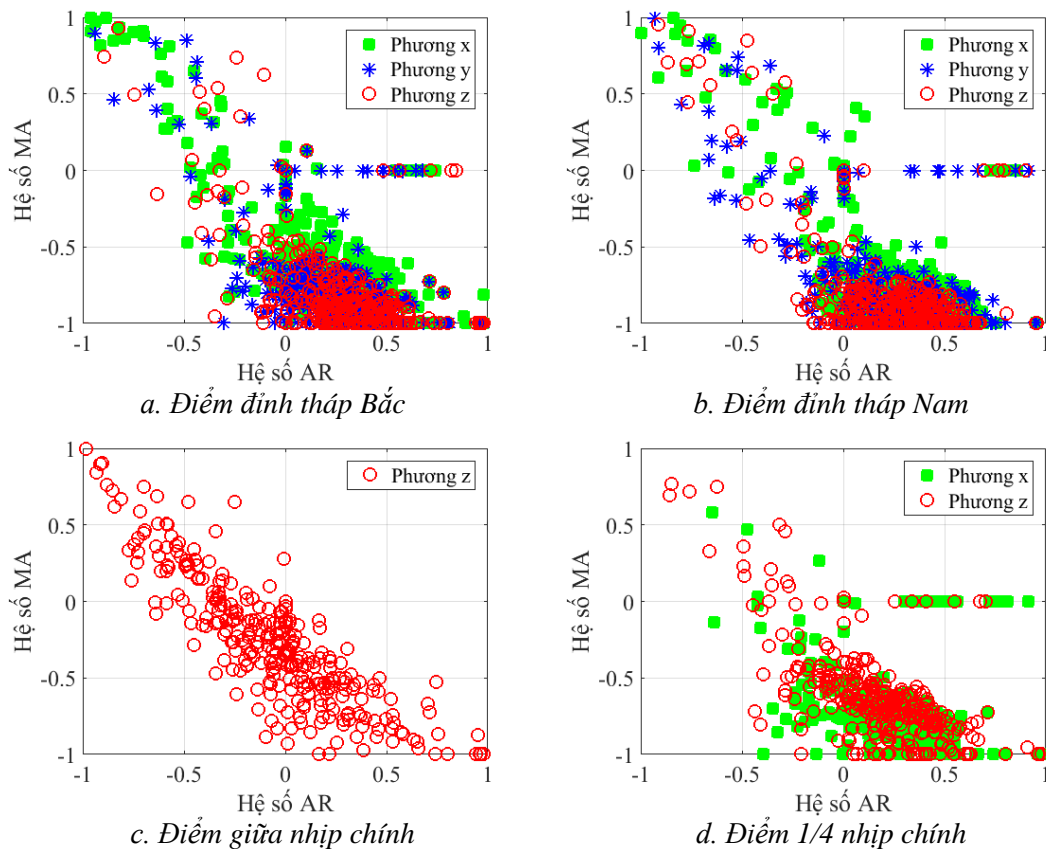 1
0.5
0
-0.5
-1
-1
-0.5
0
0.5
1
Hệ số MA
Hệ số AR
Phương x
Phương y
Phương z
a. Điểm đỉnh tháp Bắc
1
0.5
0
-0.5
-1
-1
-0.5
0
0.5
1
Hệ số MA
Hệ số AR
Phương x
Phương y
Phương z
b. Điểm đỉnh tháp Nam
1
0.5
0
-0.5
-1
-1
-0.5
0
0.5
1
Hệ số MA
Hệ số AR
Phương z
c. Điểm giữa nhịp chính
1
0.5
0
-0.5
-1
-1
-0.5
0
0.5
1
Hệ số MA
Hệ số AR
Phương x
Phương z
d. Điểm 1/4 nhịp chính